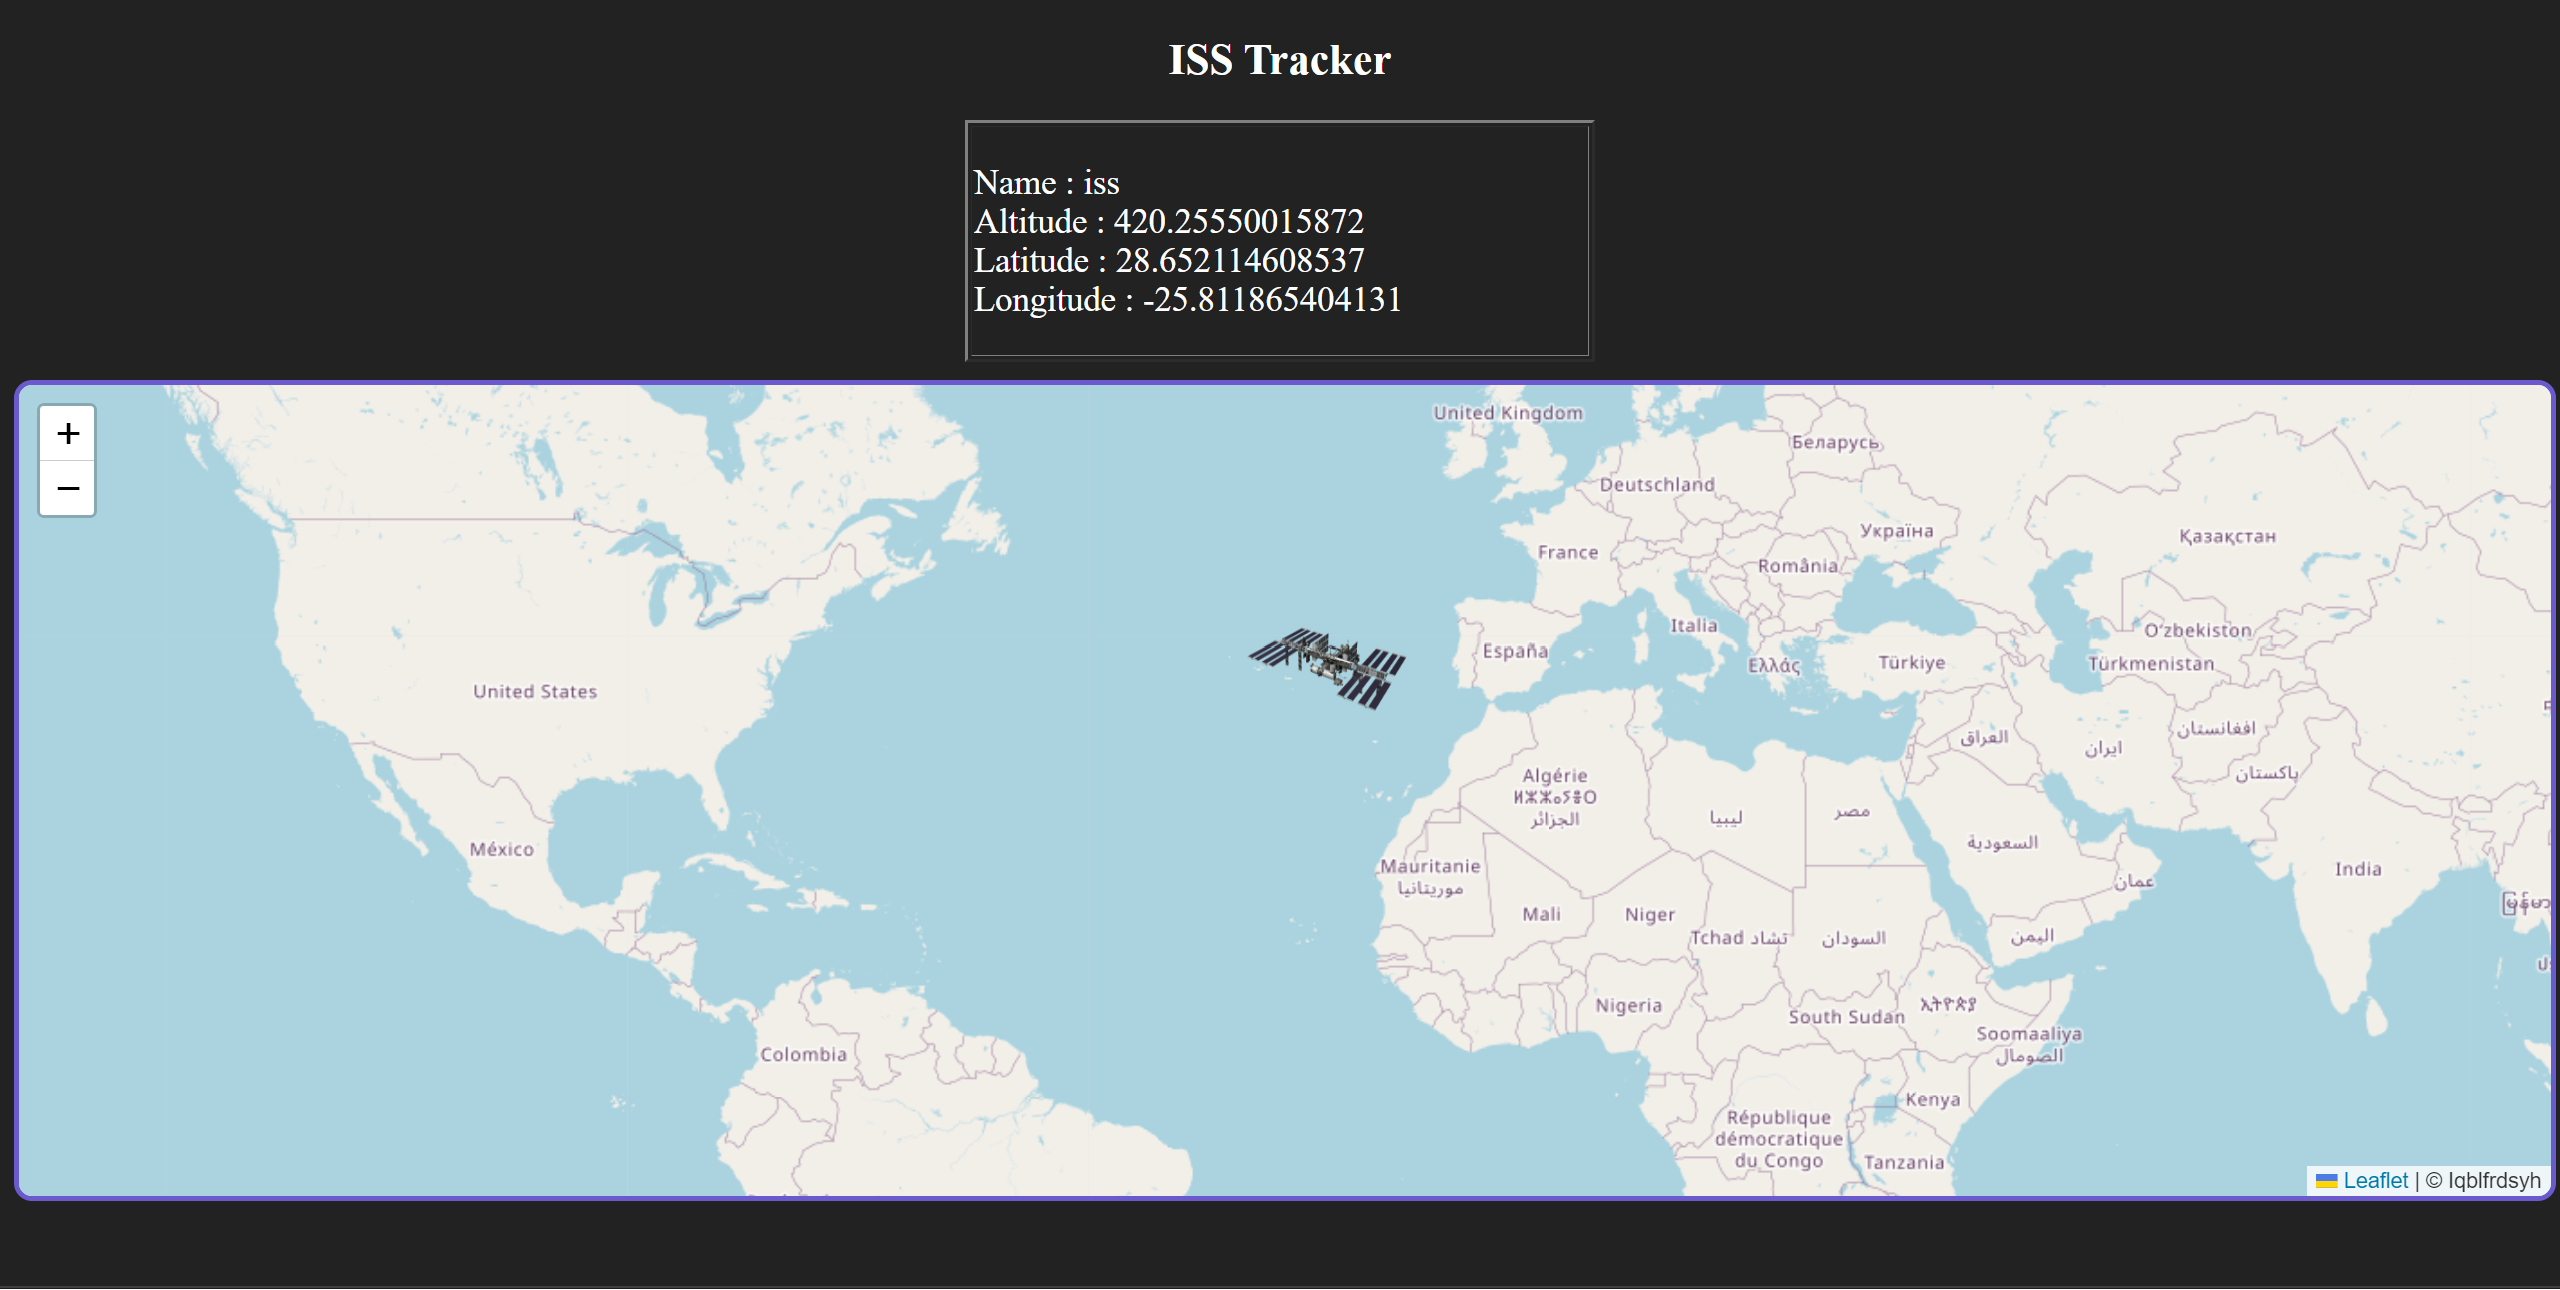 ISS Tracker
Name : iss
Altitude : 420.25550015872
Latitude : 28.652114608537
Longitude : -25.811865404131
+
−
United Kingdom
Беларусь
Deutschland
Україна
Қазақстан
France
România
Italia
O‘zbekiston
España
Ελλάς
Türkiye
Türkmenistan
United States
افغانستان
العراق
ایران
پاکستان
Algérie
ⵍⵣⵣⴰⵢⴻⵔ
الجزائر
ليبيا
مصر
México
السعودية
Mauritanie
موريتانيا
India
عمان
Mali
Niger
Tchad تشاد
السودان
اليمن
Nigeria
ኢትዮጵያ
South Sudan
Soomaaliya
الصومال
Colombia
Kenya
République
démocratique
du Congo
Tanzania
Leaflet | © Iqblfrdsyh